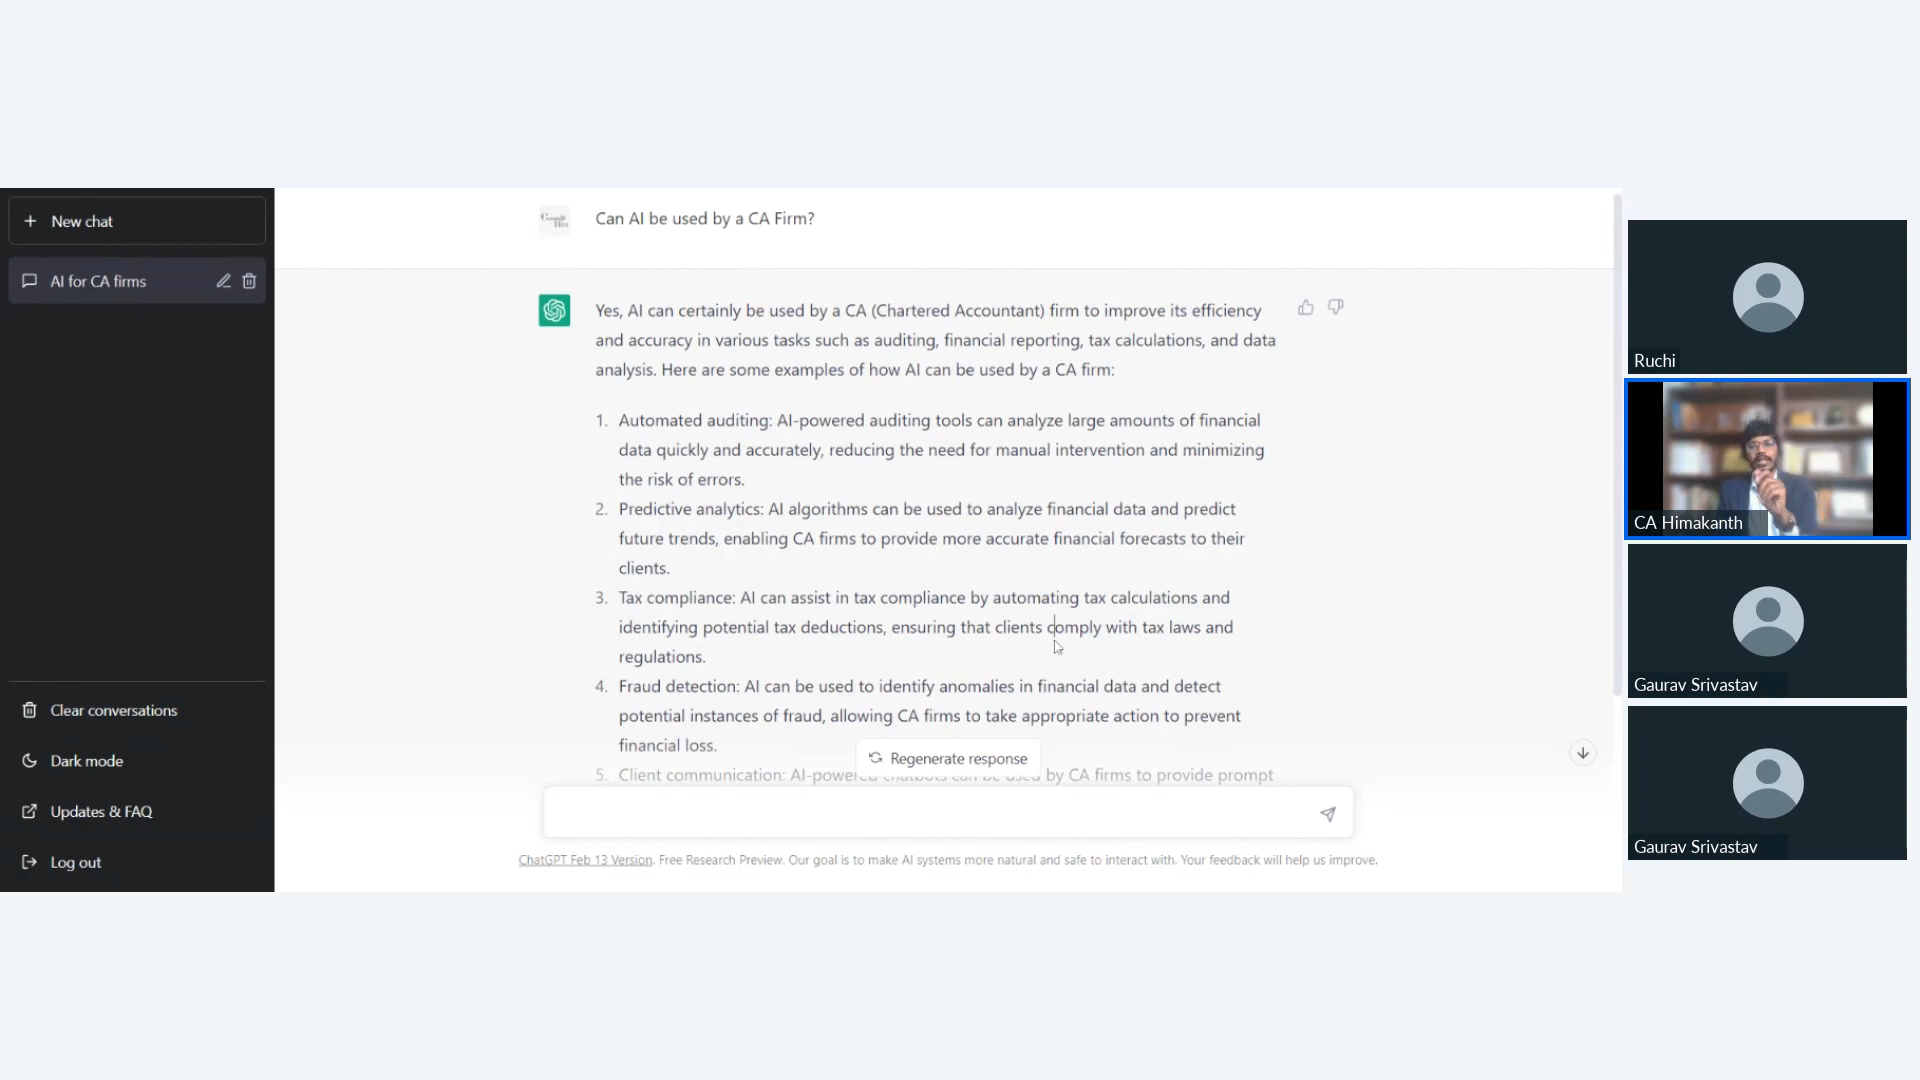 New chat
AI for CA firms
Clear conversations
Dark mode
Updates & FAQ
Log out
Can AI be used by a CA Firm?
Yes, AI can certainly be used by a CA (Chartered Accountant) firm to improve its efficiency
and accuracy in various tasks such as auditing, financial reporting, tax calculations, and data
analysis. Here are some examples of how AI can be used by a CA firm:
1. Automated auditing: AI-powered auditing tools can analyze large amounts of financial
data quickly and accurately, reducing the need for manual intervention and minimizing
the risk of errors.
2. Predictive analytics: AI algorithms can be used to analyze financial data and predict
future trends, enabling CA firms to provide more accurate financial forecasts to their
clients.
3. Tax compliance: AI can assist in tax compliance by automating tax calculations and
identifying potential tax deductions, ensuring that clients comply with tax laws and
regulations.
4. Fraud detection: AI can be used to identify anomalies in financial data and detect
potential instances of fraud, allowing CA firms to take appropriate action to prevent
financial loss.
5. Client communication: AI-powered chatbots can be used by CA firms to provide prompt
Regenerate response
ChatGPT Feb 13 Version. Free Research Preview. Our goal is to make AI systems more natural and safe to interact with. Your feedback will help us improve.
Ruchi
CA Himakanth
Gaurav Srivastav
Gaurav Srivastav